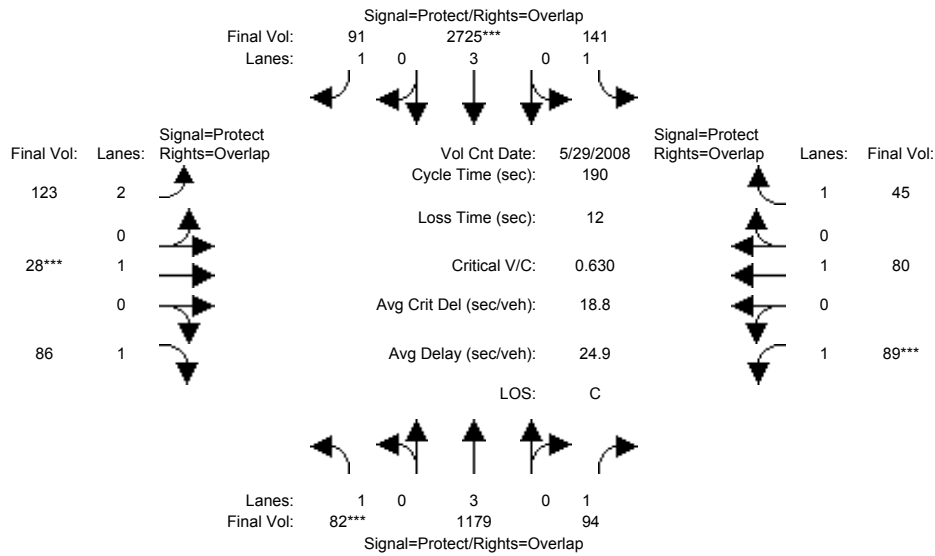 Signal=Protect/Rights=Overlap
Final Vol: 91 2725*** 141
Lanes: 1 0 3 0 1
Signal=Protect Signal=Protect
Final Vol: Lanes: Rights=Overlap Vol Cnt Date: 5/29/2008 Rights=Overlap Lanes: Final Vol:
Cycle Time (sec): 190
123 2 1 45
Loss Time (sec): 12
0 0
28*** 1 Critical V/C: 0.630 1 80
0 Avg Crit Del (sec/veh): 18.8 0
86 1 Avg Delay (sec/veh): 24.9 1 89***
LOS: C
Lanes: 1 0 3 0 1
Final Vol: 82*** 1179 94
Signal=Protect/Rights=Overlap